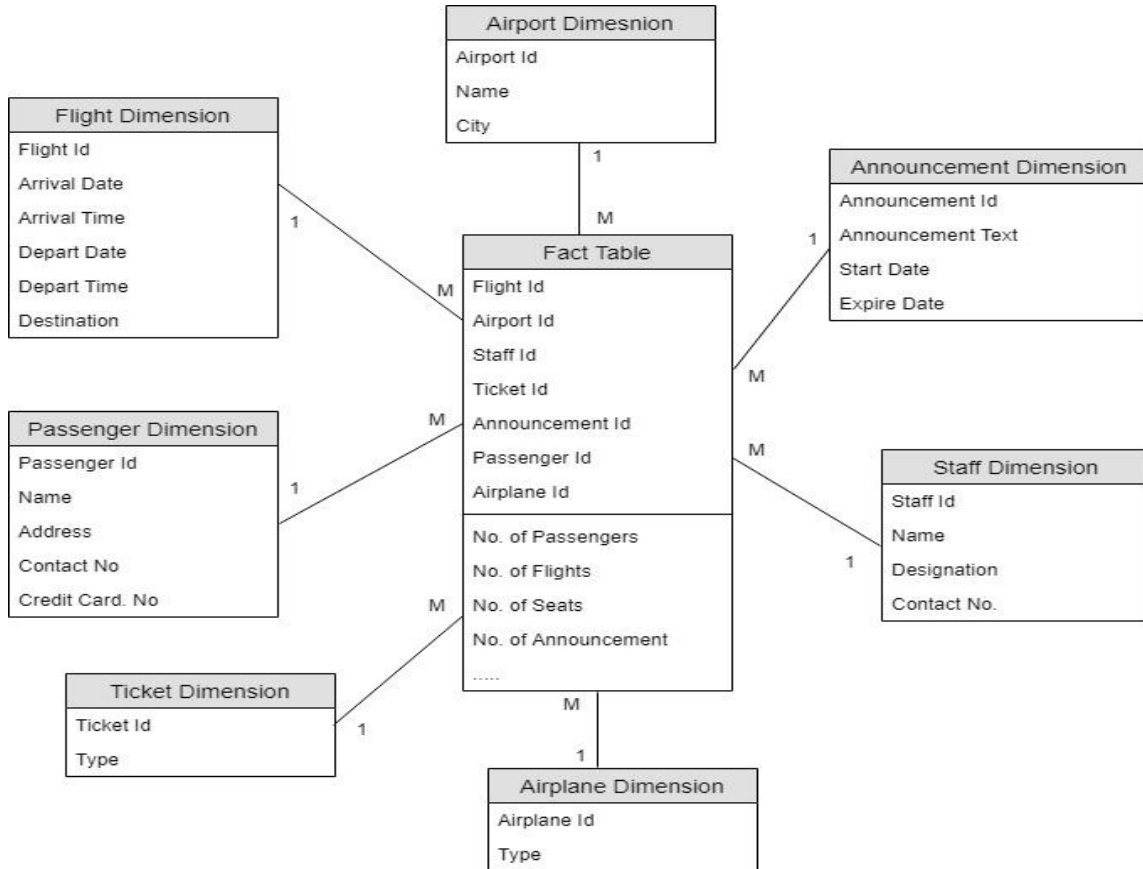 Airport Dimesnion
Airport Id
Name
City
Flight Dimension
Flight Id
Arrival Date
Arrival Time
Depart Date
Depart Time
Destination
Announcement Dimension
Announcement Id
Announcement Text
Start Date
Expire Date
1
M
1
M
1
M
Fact Table
Flight Id
Airport Id
Staff Id
Ticket Id
Announcement Id
Passenger Id
Airplane Id
No. of Passengers
No. of Flights
No. of Seats
No. of Announcement
.....
Passenger Dimension
Passenger Id
Name
Address
Contact No
Credit Card. No
M
1
Staff Dimension
Staff Id
Name
Designation
Contact No.
M
1
Ticket Dimension
Ticket Id
Type
M
1
M
1
Airplane Dimension
Airplane Id
Type